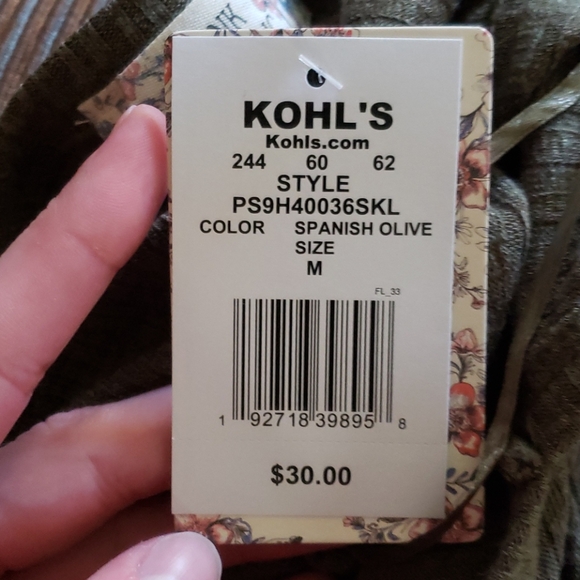 KOHL'S
Kohls.com
244 60 62
STYLE
PS9H40036SKL
COLOR SPANISH OLIVE
SIZE
M
FL_33
1 92718 39895 8
$30.00